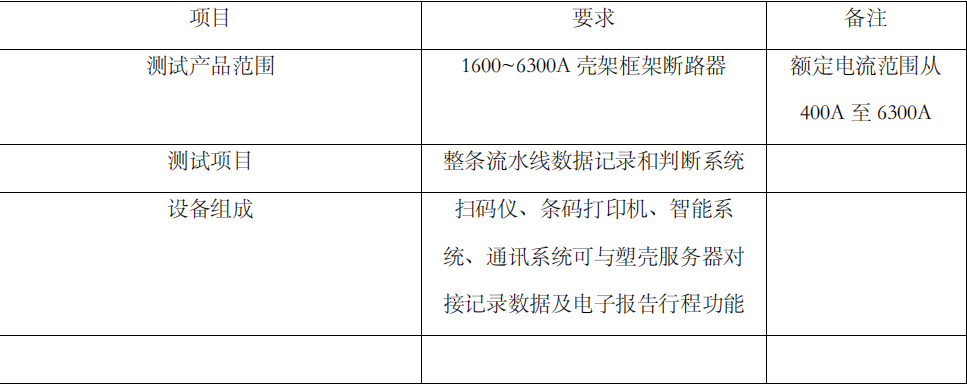 项目 要求 备注
测试产品范围 1600~6300A 壳架框架断路器 额定电流范围从
400A 至 6300A
测试项目 整条流水线数据记录和判断系统
设备组成 扫码仪、条码打印机、智能系
统、通讯系统可与塑壳服务器对
接记录数据及电子报告行程功能